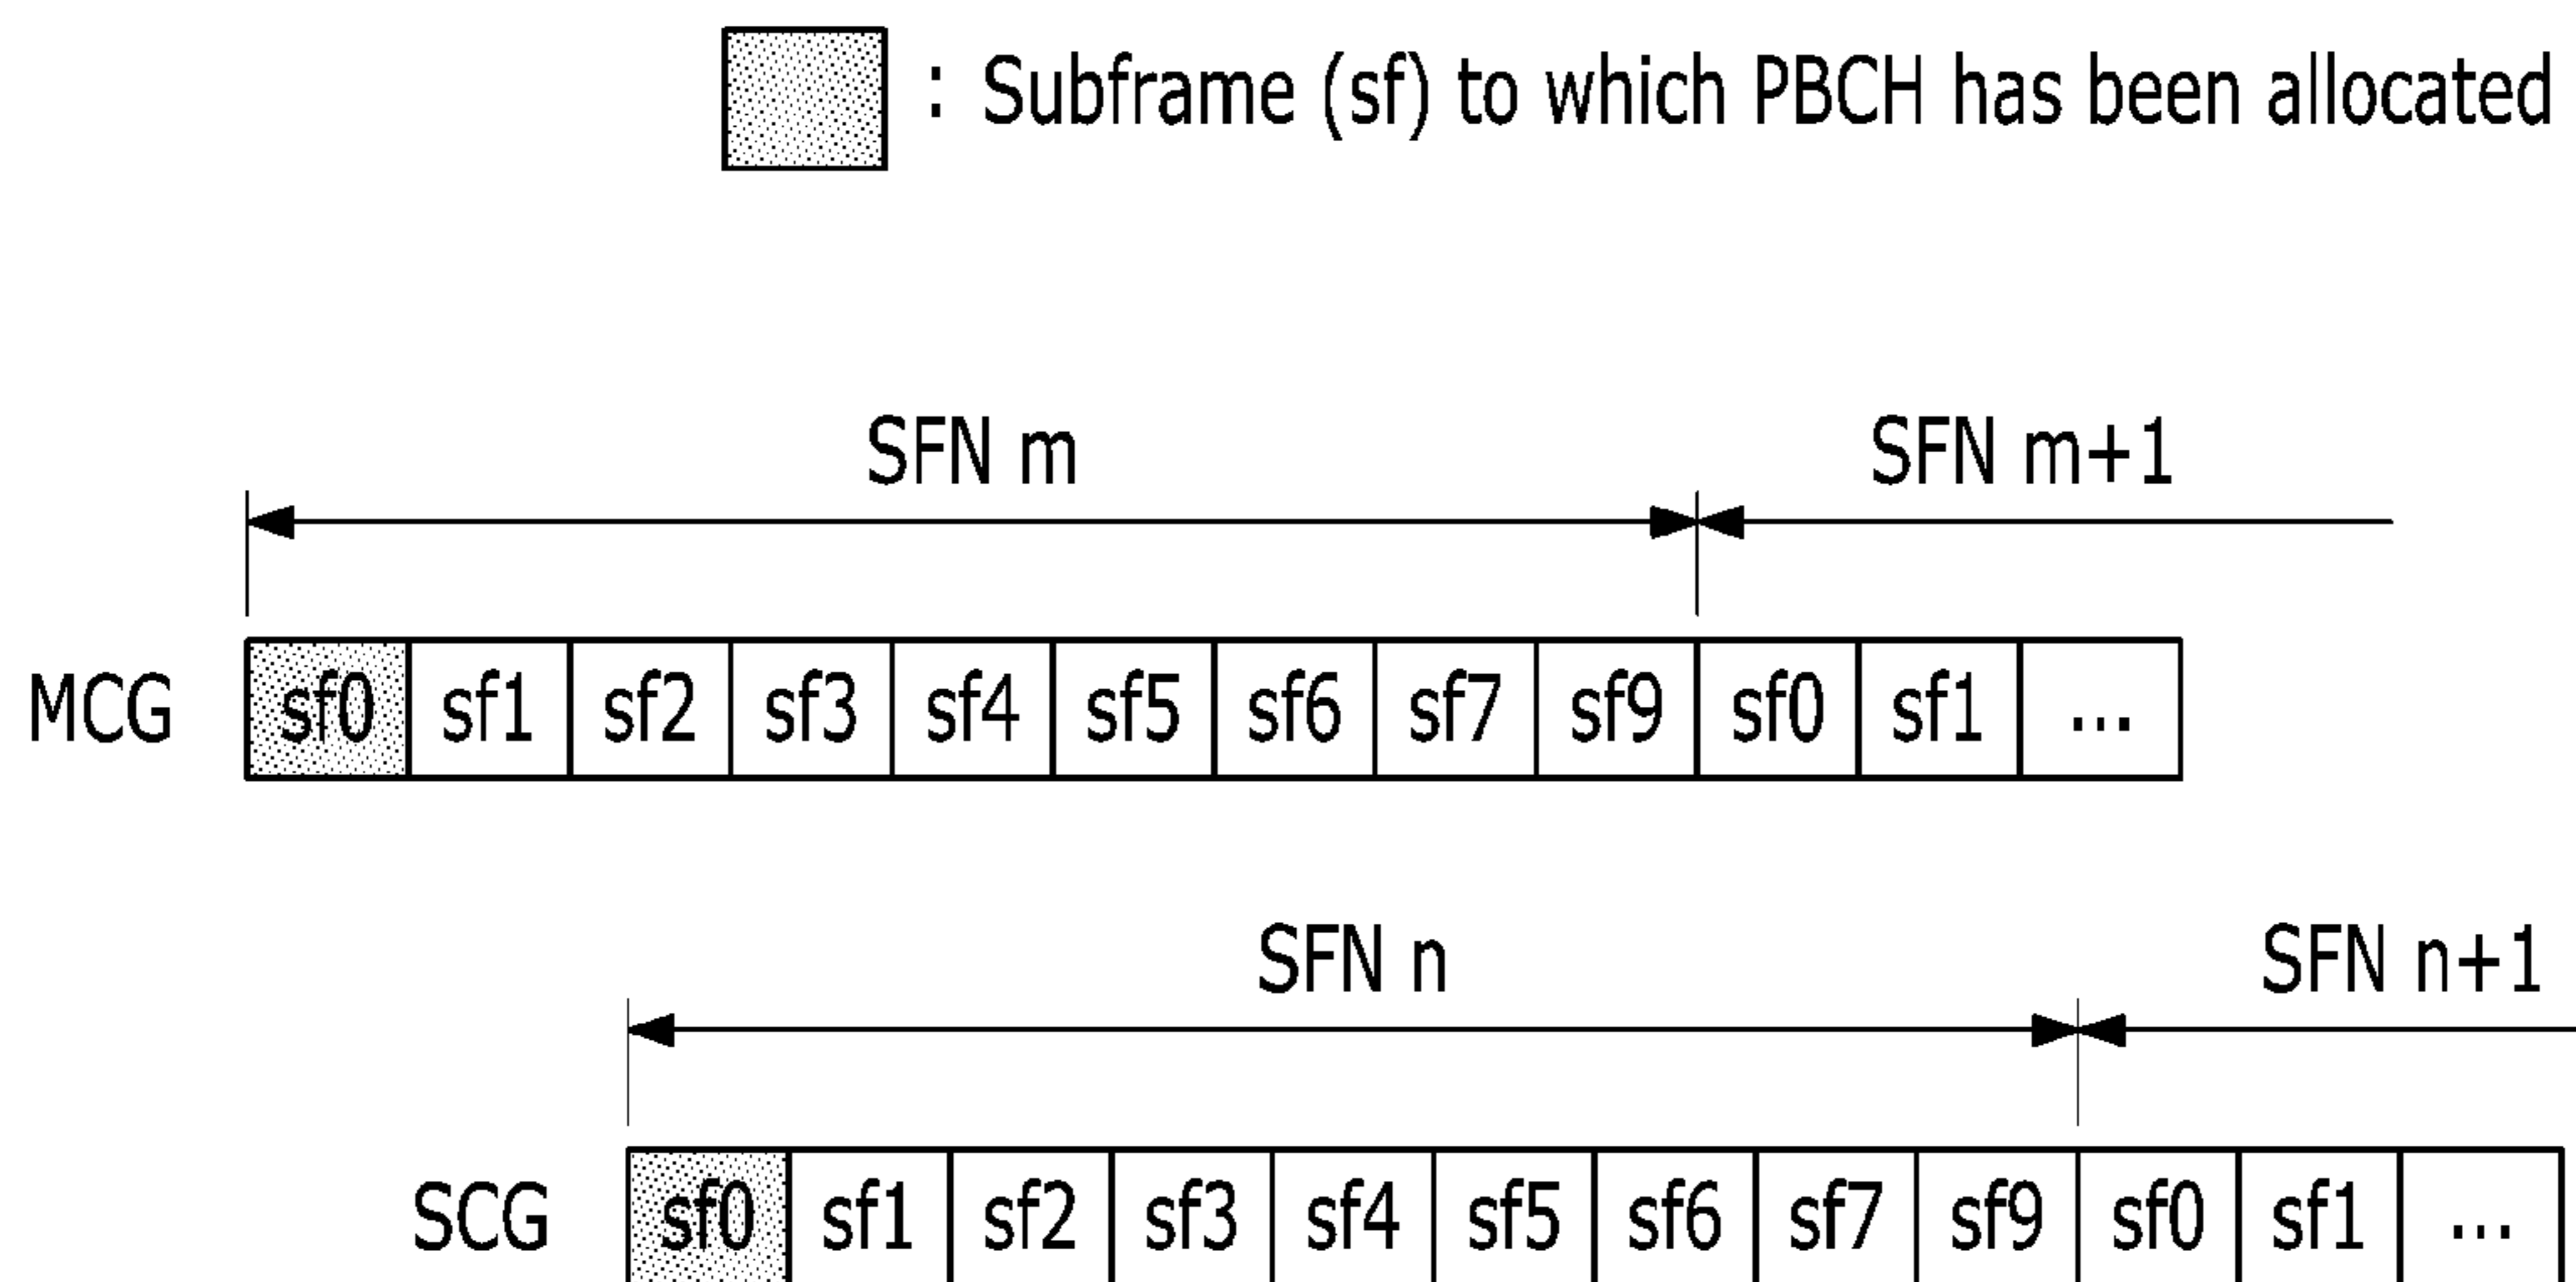 : Subframe (sf) to which PBCH has been allocated
SFN m SFN m+1
MCG sf0 sf1 sf2 sf3 sf4 sf5 sf6 sf7 sf9 sf0 sf1 ...
SFN n SFN n+1
SCG sf0 sf1 sf2 sf3 sf4 sf5 sf6 sf7 sf9 sf0 sf1 ...